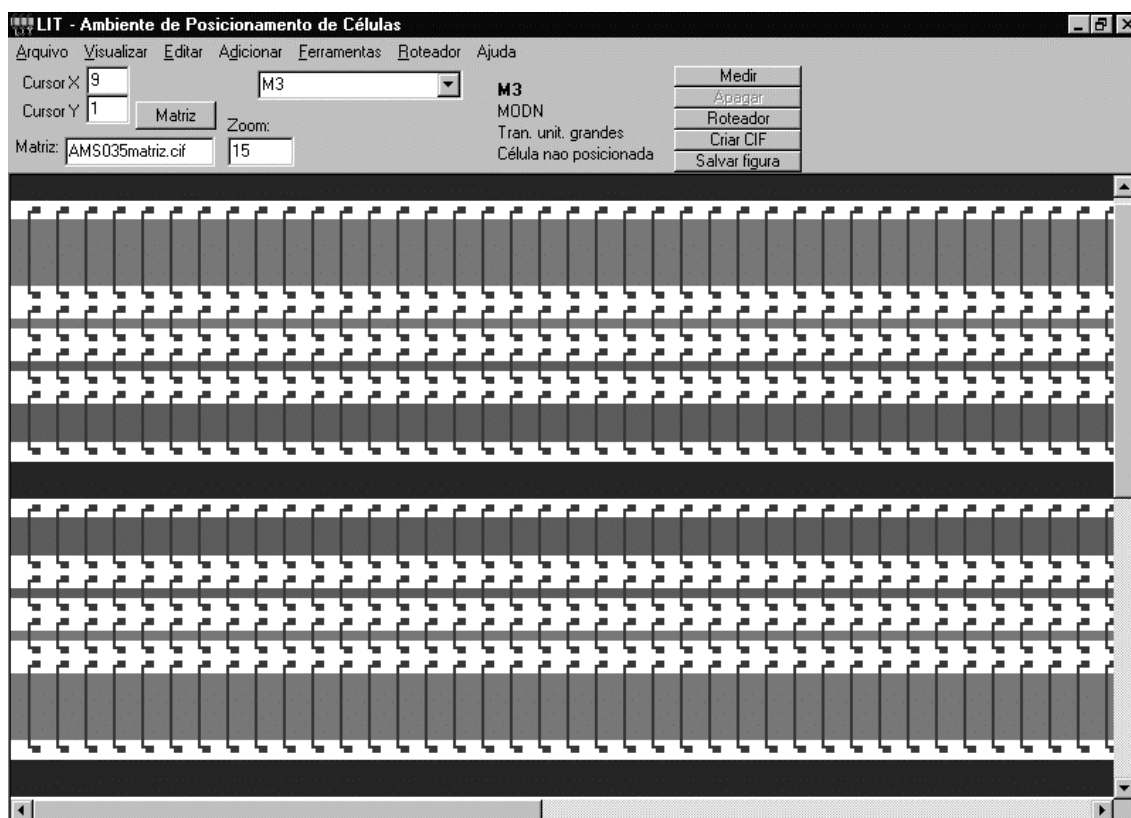 LIT - Ambiente de Posicionamento de Células
Arquivo Visualizar Editar Adicionar Ferramentas Roteador Ajuda
Cursor X 9
Cursor Y 1
Matriz
Matriz: AMS035matriz.cif
Zoom:
15
M3
M3
MODN
Tran. unit. grandes
Célula nao posicionada
Medir
Apagar
Roteador
Criar CIF
Salvar figura